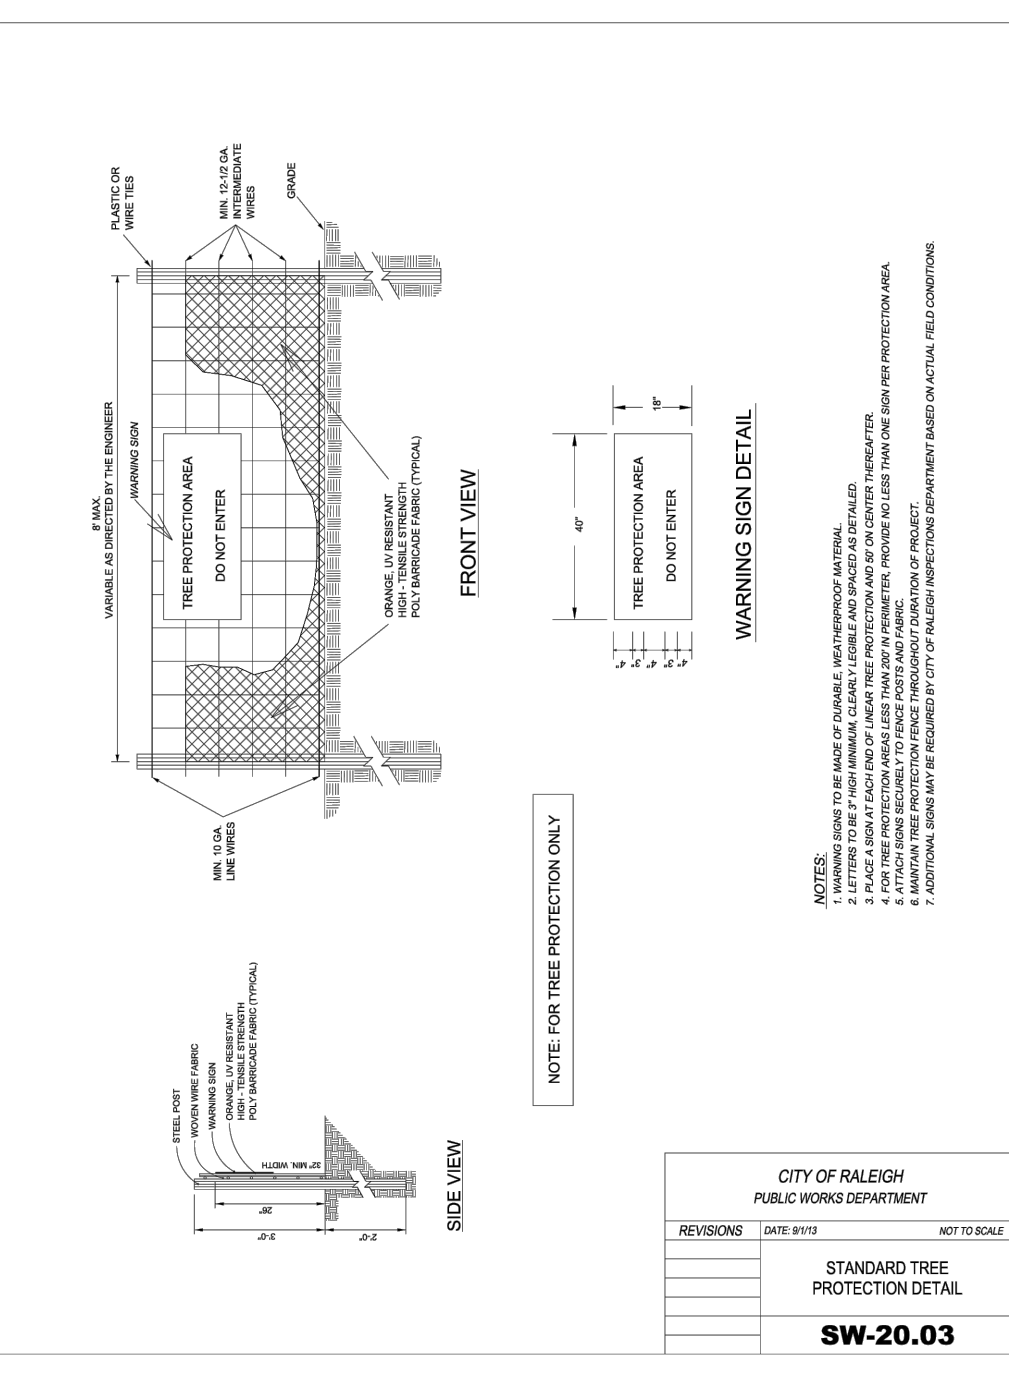 PLASTIC OR
WIRE TIES
MIN. 12-1/2 GA.
INTERMEDIATE
WIRES
GRADE
8' MAX.
VARIABLE AS DIRECTED BY THE ENGINEER
WARNING SIGN
TREE PROTECTION AREA
DO NOT ENTER
ORANGE, UV RESISTANT
HIGH - TENSILE STRENGTH
POLY BARRICADE FABRIC (TYPICAL)
MIN. 10 GA.
LINE WIRES
FRONT VIEW
STEEL POST
WOVEN WIRE FABRIC
WARNING SIGN
ORANGE, UV RESISTANT
HIGH - TENSILE STRENGTH
POLY BARRICADE FABRIC (TYPICAL)
32" MIN. WIDTH
26"
3'-0"
2'-0"
SIDE VIEW
NOTE: FOR TREE PROTECTION ONLY
40"
18"
TREE PROTECTION AREA
DO NOT ENTER
4"
3"
4"
3"
4"
WARNING SIGN DETAIL
NOTES:
1. WARNING SIGNS TO BE MADE OF DURABLE, WEATHERPROOF MATERIAL.
2. LETTERS TO BE 3" HIGH MINIMUM, CLEARLY LEGIBLE AND SPACED AS DETAILED.
3. PLACE A SIGN AT EACH END OF LINEAR TREE PROTECTION AND 50' ON CENTER THEREAFTER.
4. FOR TREE PROTECTION AREAS LESS THAN 200' IN PERIMETER, PROVIDE NO LESS THAN ONE SIGN PER PROTECTION AREA.
5. ATTACH SIGNS SECURELY TO FENCE POSTS AND FABRIC.
6. MAINTAIN TREE PROTECTION FENCE THROUGHOUT DURATION OF PROJECT.
7. ADDITIONAL SIGNS MAY BE REQUIRED BY CITY OF RALEIGH INSPECTIONS DEPARTMENT BASED ON ACTUAL FIELD CONDITIONS.
CITY OF RALEIGH
PUBLIC WORKS DEPARTMENT
REVISIONS
DATE: 9/1/13
NOT TO SCALE
STANDARD TREE
PROTECTION DETAIL
SW-20.03